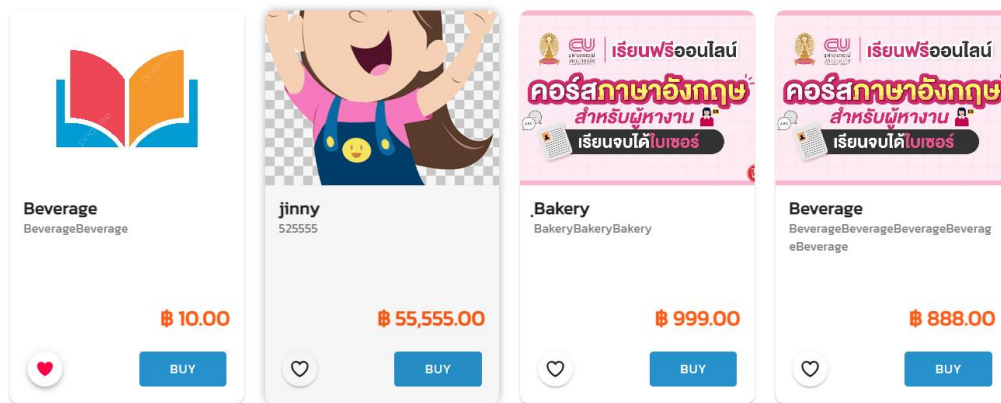 Beverage
BeverageBeverage
฿ 10.00
BUY
jinny
525555
฿ 55,555.00
BUY
CU
เรียนฟรีออนไลน์
คอร์สภาษาอังกฤษ
สำหรับผู้หางาน
เรียนจบได้ใบเซอร์
ฺBakery
BakeryBakeryBakery
฿ 999.00
BUY
CU
เรียนฟรีออนไลน์
คอร์สภาษาอังกฤษ
สำหรับผู้หางาน
เรียนจบได้ใบเซอร์
Beverage
BeverageBeverageBeverageBeverag
eBeverage
฿ 888.00
BUY